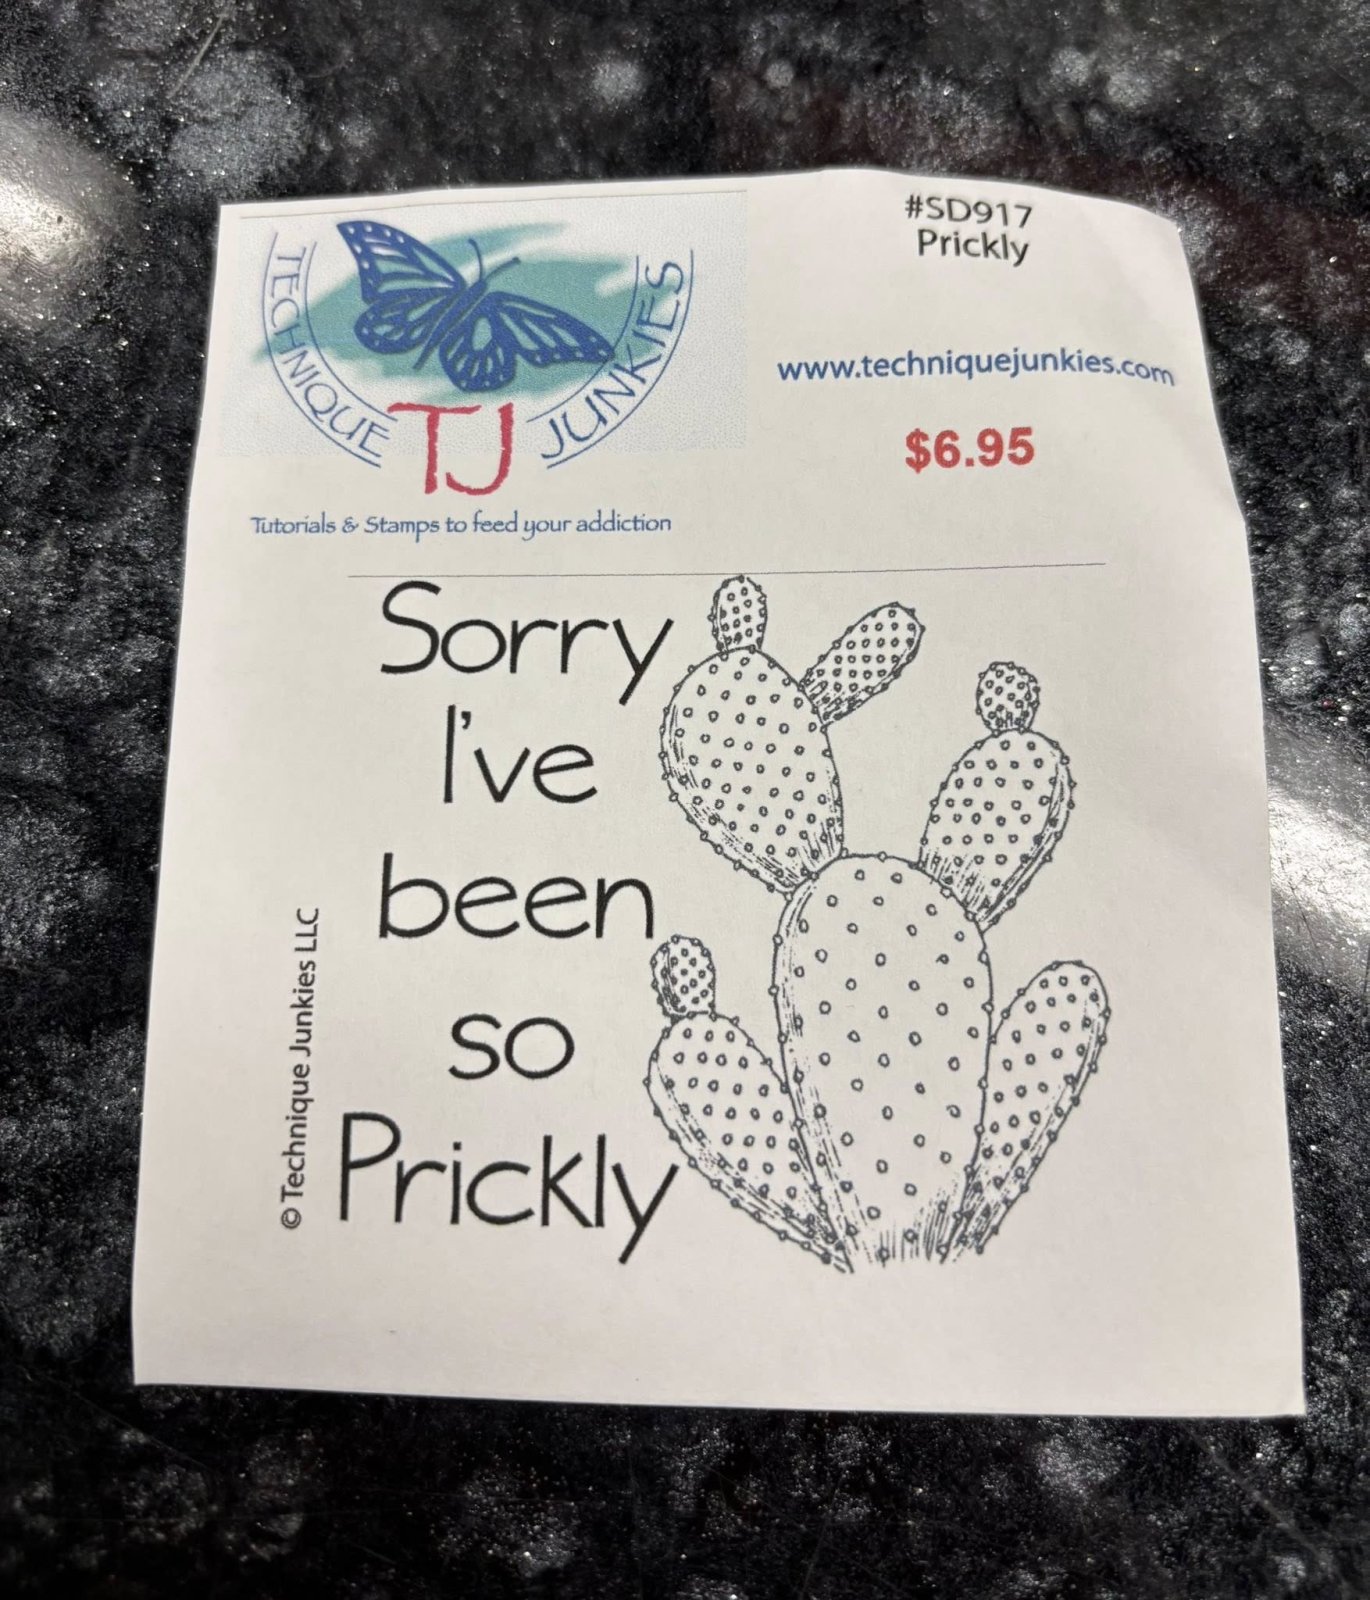 TECHNIQUE JUNKIES
TJ
Tutorials & Stamps to feed your addiction
#SD917
Prickly
www.techniquejunkies.com
$6.95
Sorry
I've
been
so
Prickly
© Technique Junkies LLC